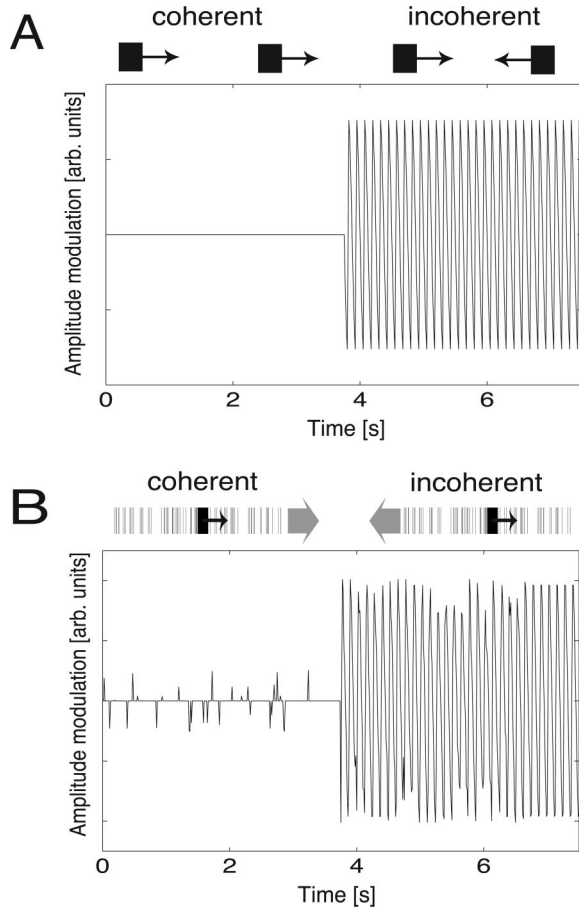 A
coherent
incoherent
Amplitude modulation [arb. units]
0
2
4
6
Time [s]
B
coherent
incoherent
Amplitude modulation [arb. units]
0
2
4
6
Time [s]